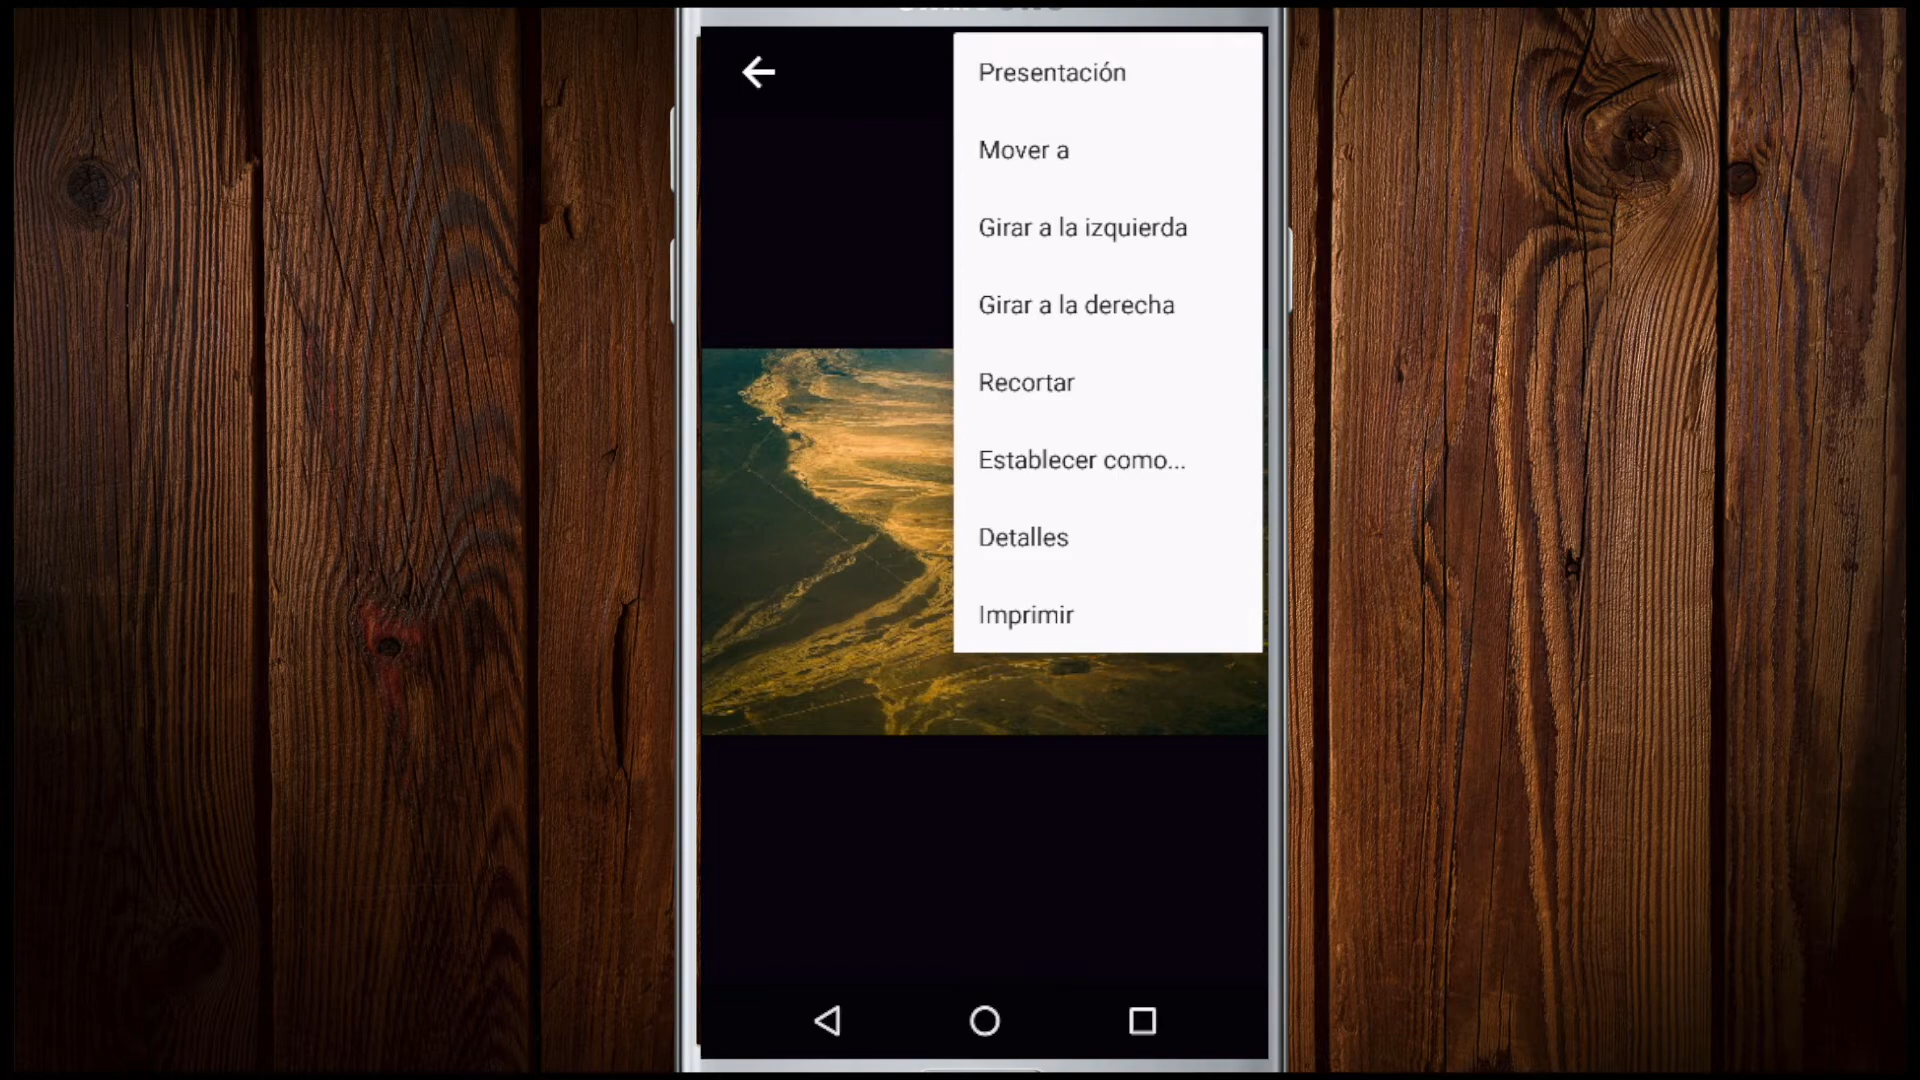 Presentación
Mover a
Girar a la izquierda
Girar a la derecha
Recortar
Establecer como...
Detalles
Imprimir